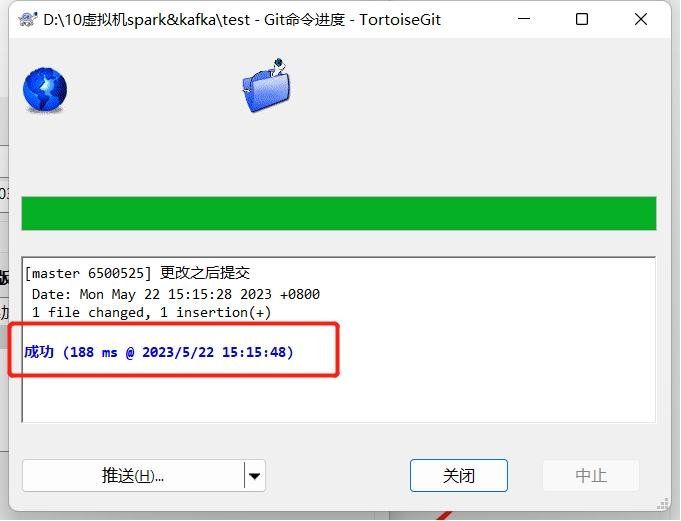 D:\10虚拟机spark&kafka\test - Git命令进度 - TortoiseGit
[master 6500525] 更改之后提交
Date: Mon May 22 15:15:28 2023 +0800
1 file changed, 1 insertion(+)
成功 (188 ms @ 2023/5/22 15:15:48)
推送(H)...
关闭
中止